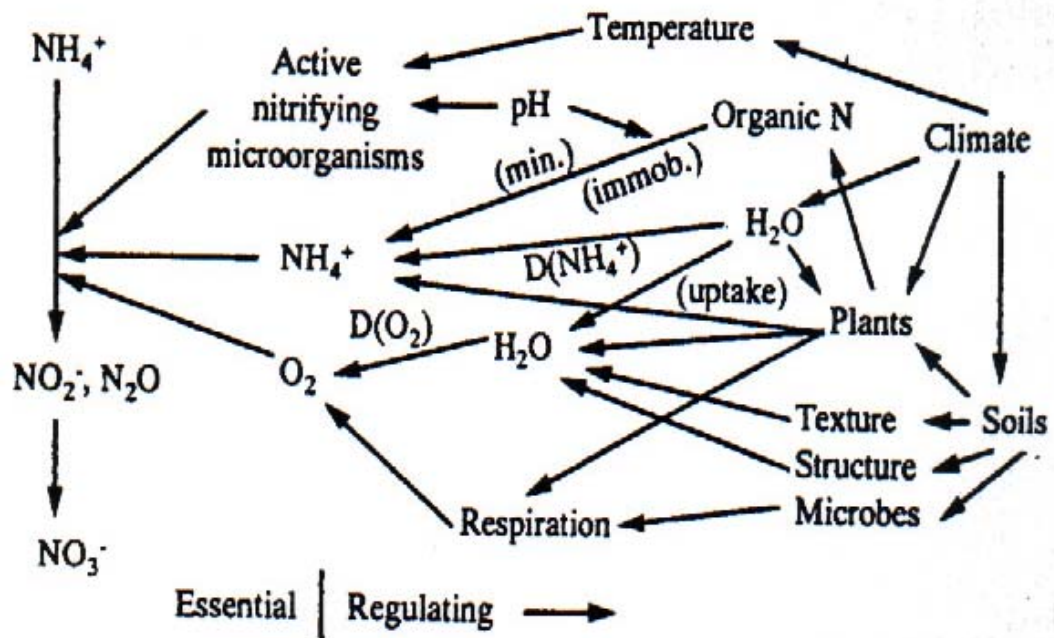 Temperature
NH₄⁺
Active
nitrifying
microorganisms
pH
Organic N
Climate
(min.)
(immob.)
H₂O
NH₄⁺
D(NH₄⁺)
(uptake)
D(O₂)
Plants
H₂O
NO₂⁻, N₂O
O₂
Texture
Soils
Structure
Microbes
Respiration
NO₃⁻
Essential | Regulating